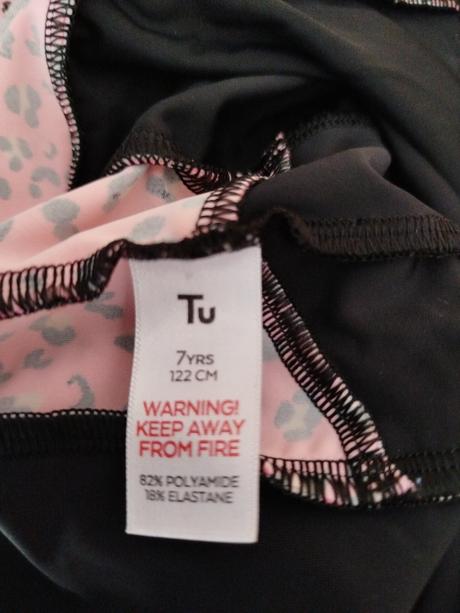 Tu
7YRS
122 CM
WARNING!
KEEP AWAY
FROM FIRE
82% POLYAMIDE
18% ELASTANE